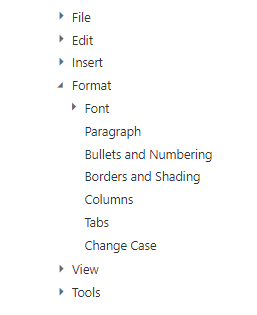 File
Edit
Insert
Format
Font
Paragraph
Bullets and Numbering
Borders and Shading
Columns
Tabs
Change Case
View
Tools